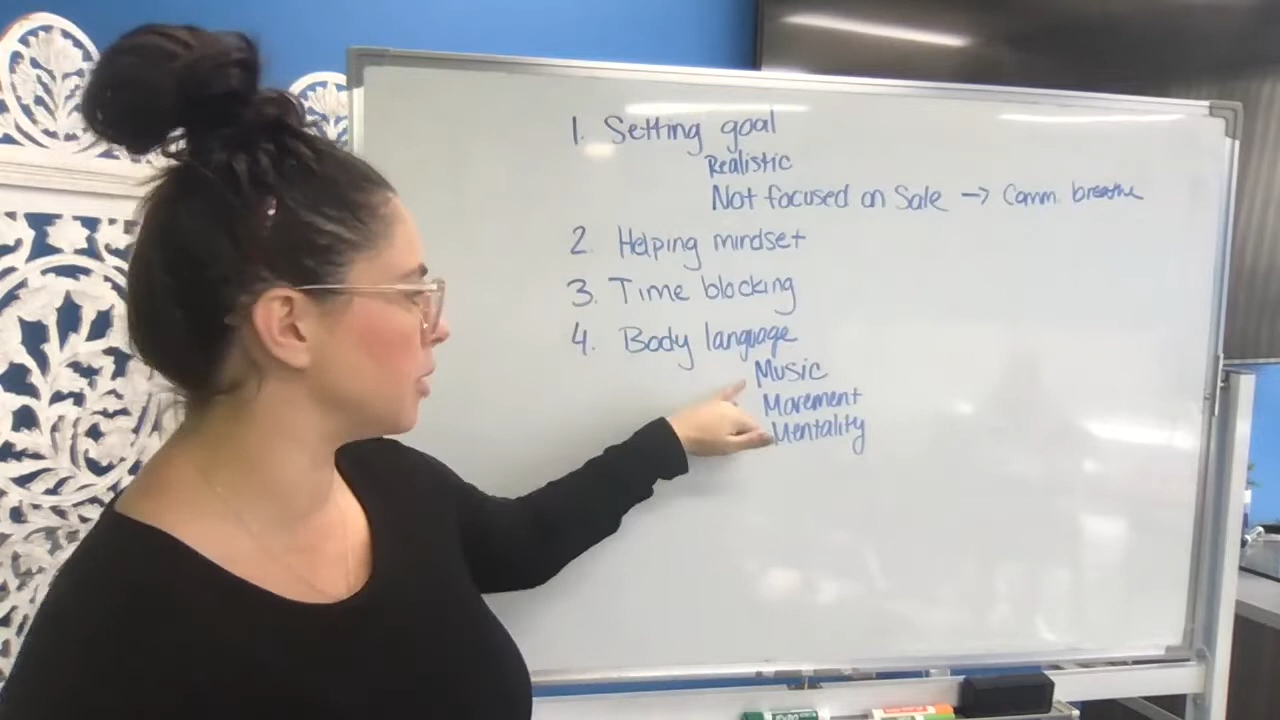 1. Setting goal
Realistic
Not focused on Sale → Comm. breathe
2. Helping mindset
3. Time blocking
4. Body language
Music
Movement
Mentality
EXPO